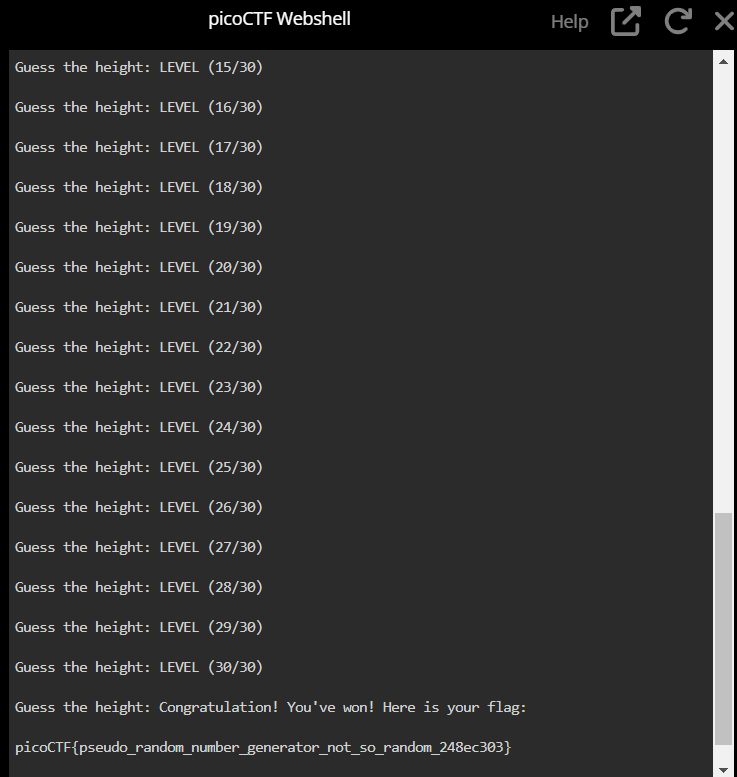 picoCTF Webshell
Help
Guess the height: LEVEL (15/30)
Guess the height: LEVEL (16/30)
Guess the height: LEVEL (17/30)
Guess the height: LEVEL (18/30)
Guess the height: LEVEL (19/30)
Guess the height: LEVEL (20/30)
Guess the height: LEVEL (21/30)
Guess the height: LEVEL (22/30)
Guess the height: LEVEL (23/30)
Guess the height: LEVEL (24/30)
Guess the height: LEVEL (25/30)
Guess the height: LEVEL (26/30)
Guess the height: LEVEL (27/30)
Guess the height: LEVEL (28/30)
Guess the height: LEVEL (29/30)
Guess the height: LEVEL (30/30)
Guess the height: Congratulation! You've won! Here is your flag:
picoCTF{pseudo_random_number_generator_not_so_random_248ec303}